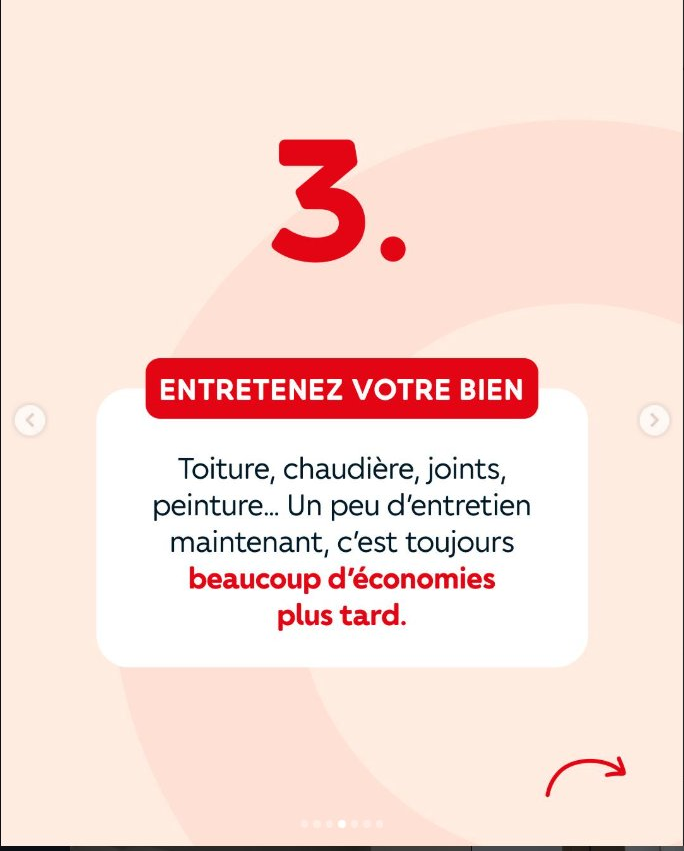 3.
ENTRETENEZ VOTRE BIEN
Toiture, chaudière, joints,
peinture... Un peu d’entretien
maintenant, c’est toujours
beaucoup d’économies
plus tard.